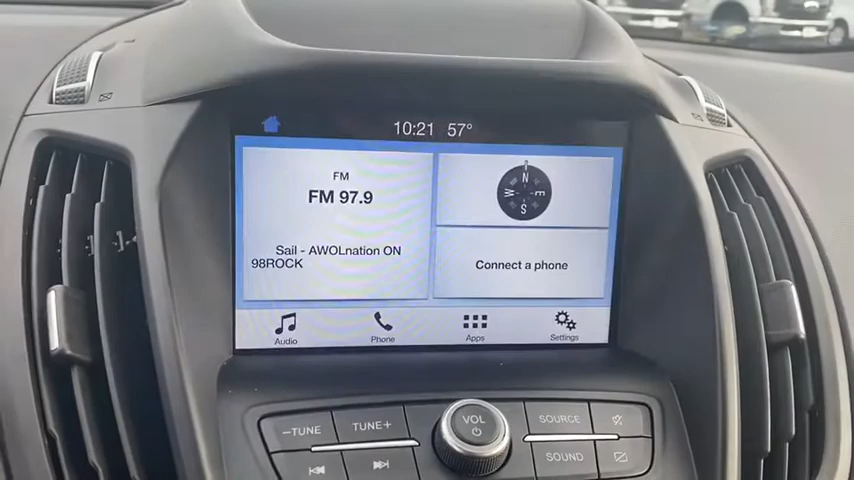 10:21 57°
FM
FM 97.9
Sail - AWOLnation ON
98ROCK
N
W E
S
Connect a phone
Audio Phone Apps Settings
–TUNE TUNE+ VOL SOURCE
SOUND